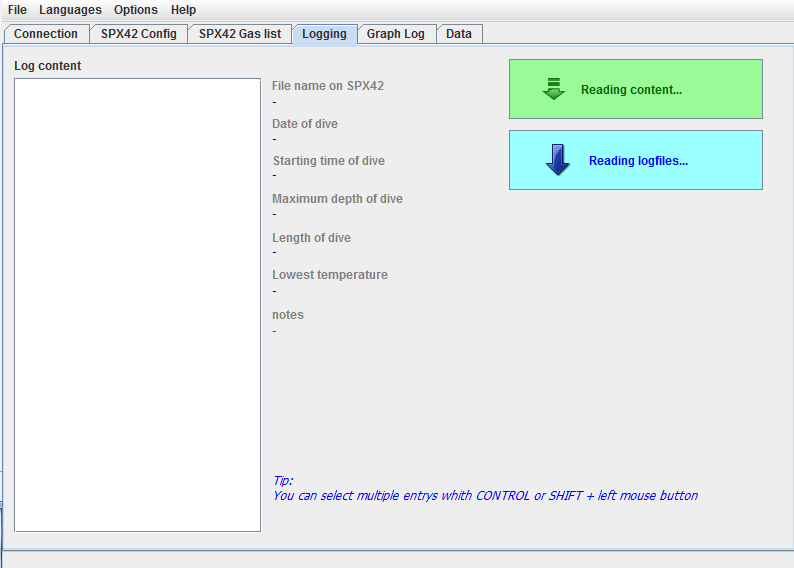 File Languages Options Help
Connection SPX42 Config SPX42 Gas list Logging Graph Log Data
Log content
File name on SPX42
-
Date of dive
-
Starting time of dive
-
Maximum depth of dive
-
Length of dive
-
Lowest temperature
-
notes
-
Reading content...
Reading logfiles...
Tip:
You can select multiple entrys whith CONTROL or SHIFT + left mouse button